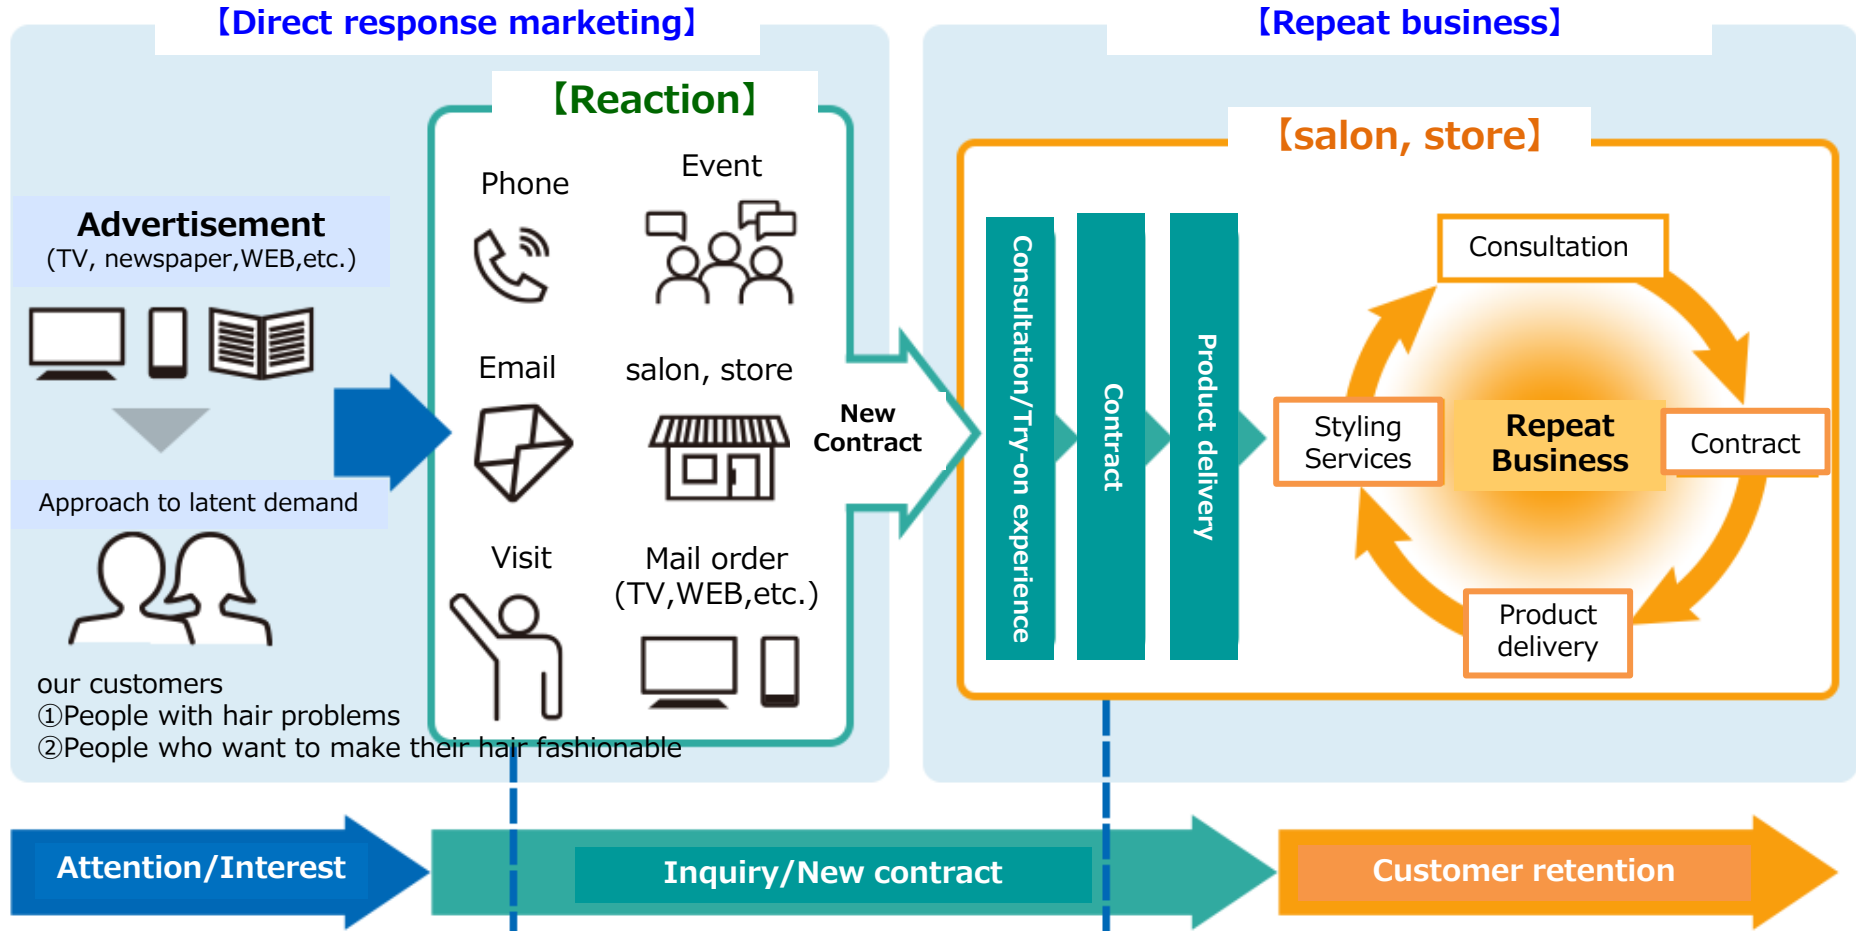 【Direct response marketing】
【Repeat business】
【Reaction】
【salon, store】
Advertisement
(TV, newspaper,WEB,etc.)
Approach to latent demand
our customers
①People with hair problems
②People who want to make their hair fashionable
Phone
Event
Email
salon, store
Visit
Mail order
(TV,WEB,etc.)
New
Contract
Consultation/Try-on experience
Contract
Product delivery
Consultation
Styling
Services
Repeat
Business
Contract
Product
delivery
Attention/Interest
Inquiry/New contract
Customer retention